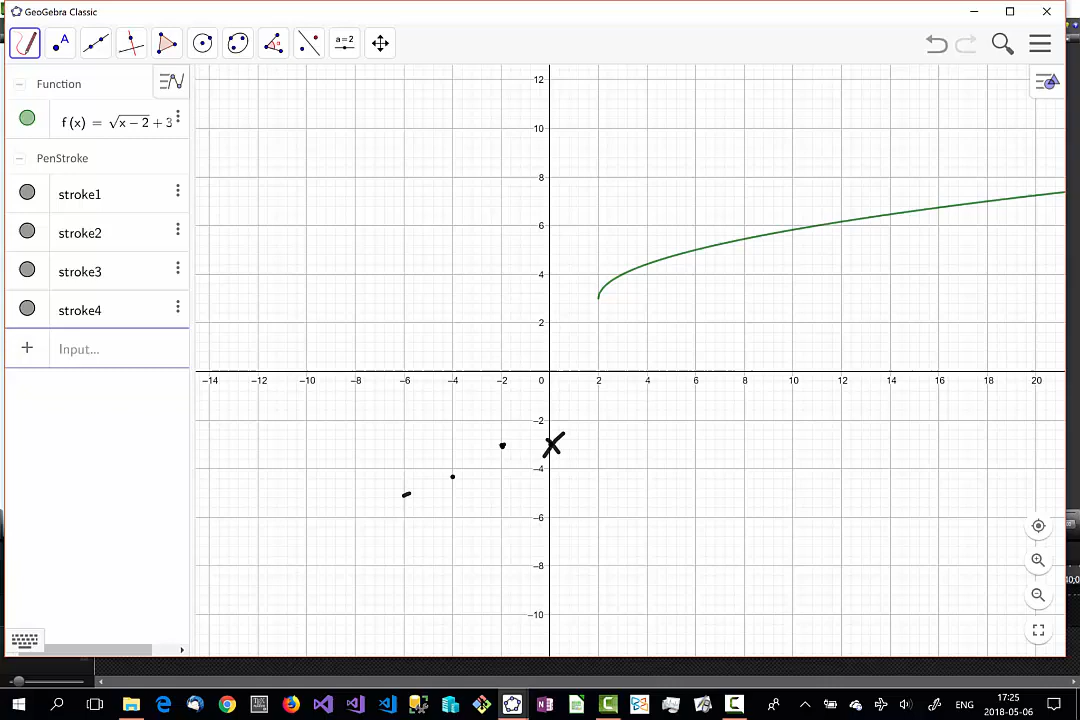 GeoGebra Classic
A
a=2
Function
f(x) = √x − 2 + 3
PenStroke
stroke1
stroke2
stroke3
stroke4
+ Input...
12
10
8
6
4
2
−14 −12 −10 −8 −6 −4 −2 0 2 4 6 8 10 12 14 16 18 20
−2
−4
−6
−8
−10
X
40;0
17:25
ENG
2018-05-06